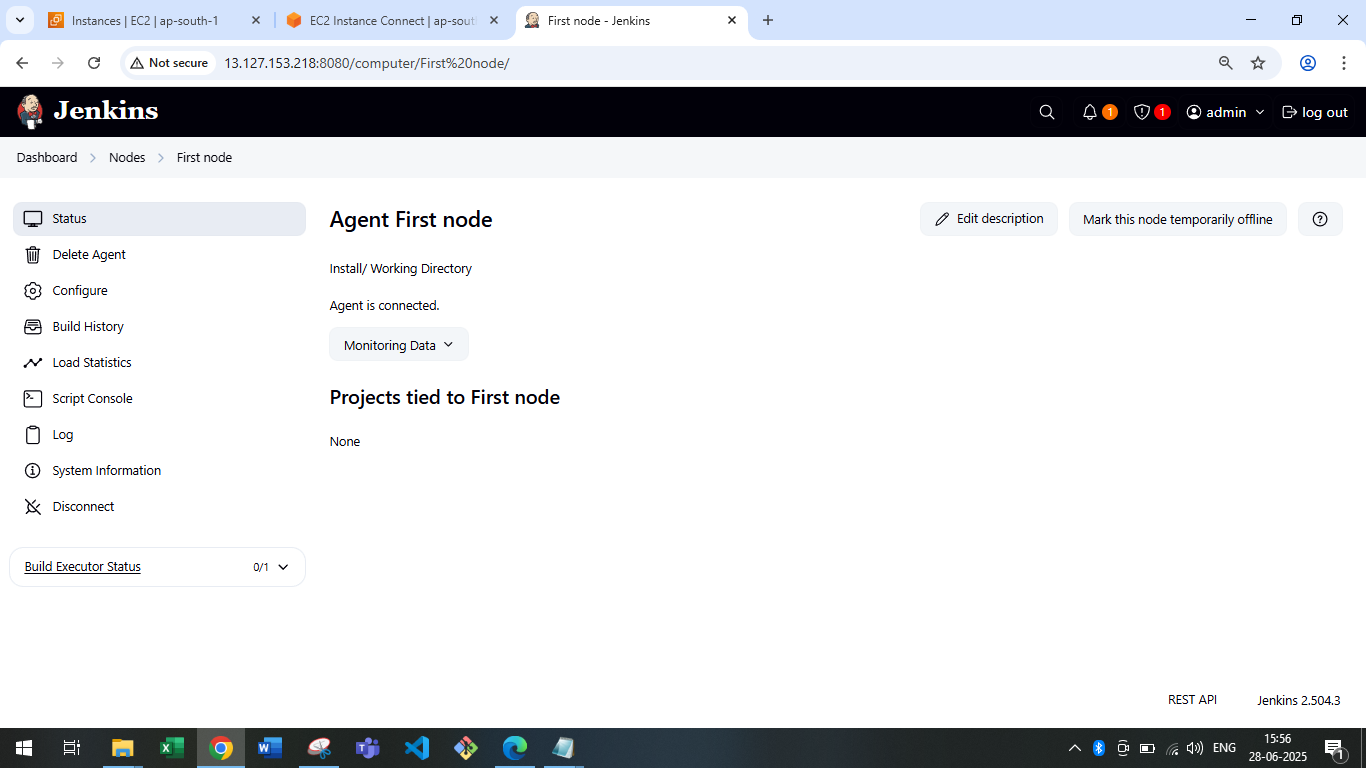 Instances | EC2 | ap-south-1
EC2 Instance Connect | ap-sout
First node - Jenkins
Not secure
13.127.153.218:8080/computer/First%20node/
Jenkins
1
1
admin
log out
Dashboard
Nodes
First node
Status
Delete Agent
Configure
Build History
Load Statistics
Script Console
Log
System Information
Disconnect
Build Executor Status
0/1
Agent First node
Edit description
Mark this node temporarily offline
Install/ Working Directory
Agent is connected.
Monitoring Data
Projects tied to First node
None
REST API
Jenkins 2.504.3
ENG
15:56
28-06-2025
1